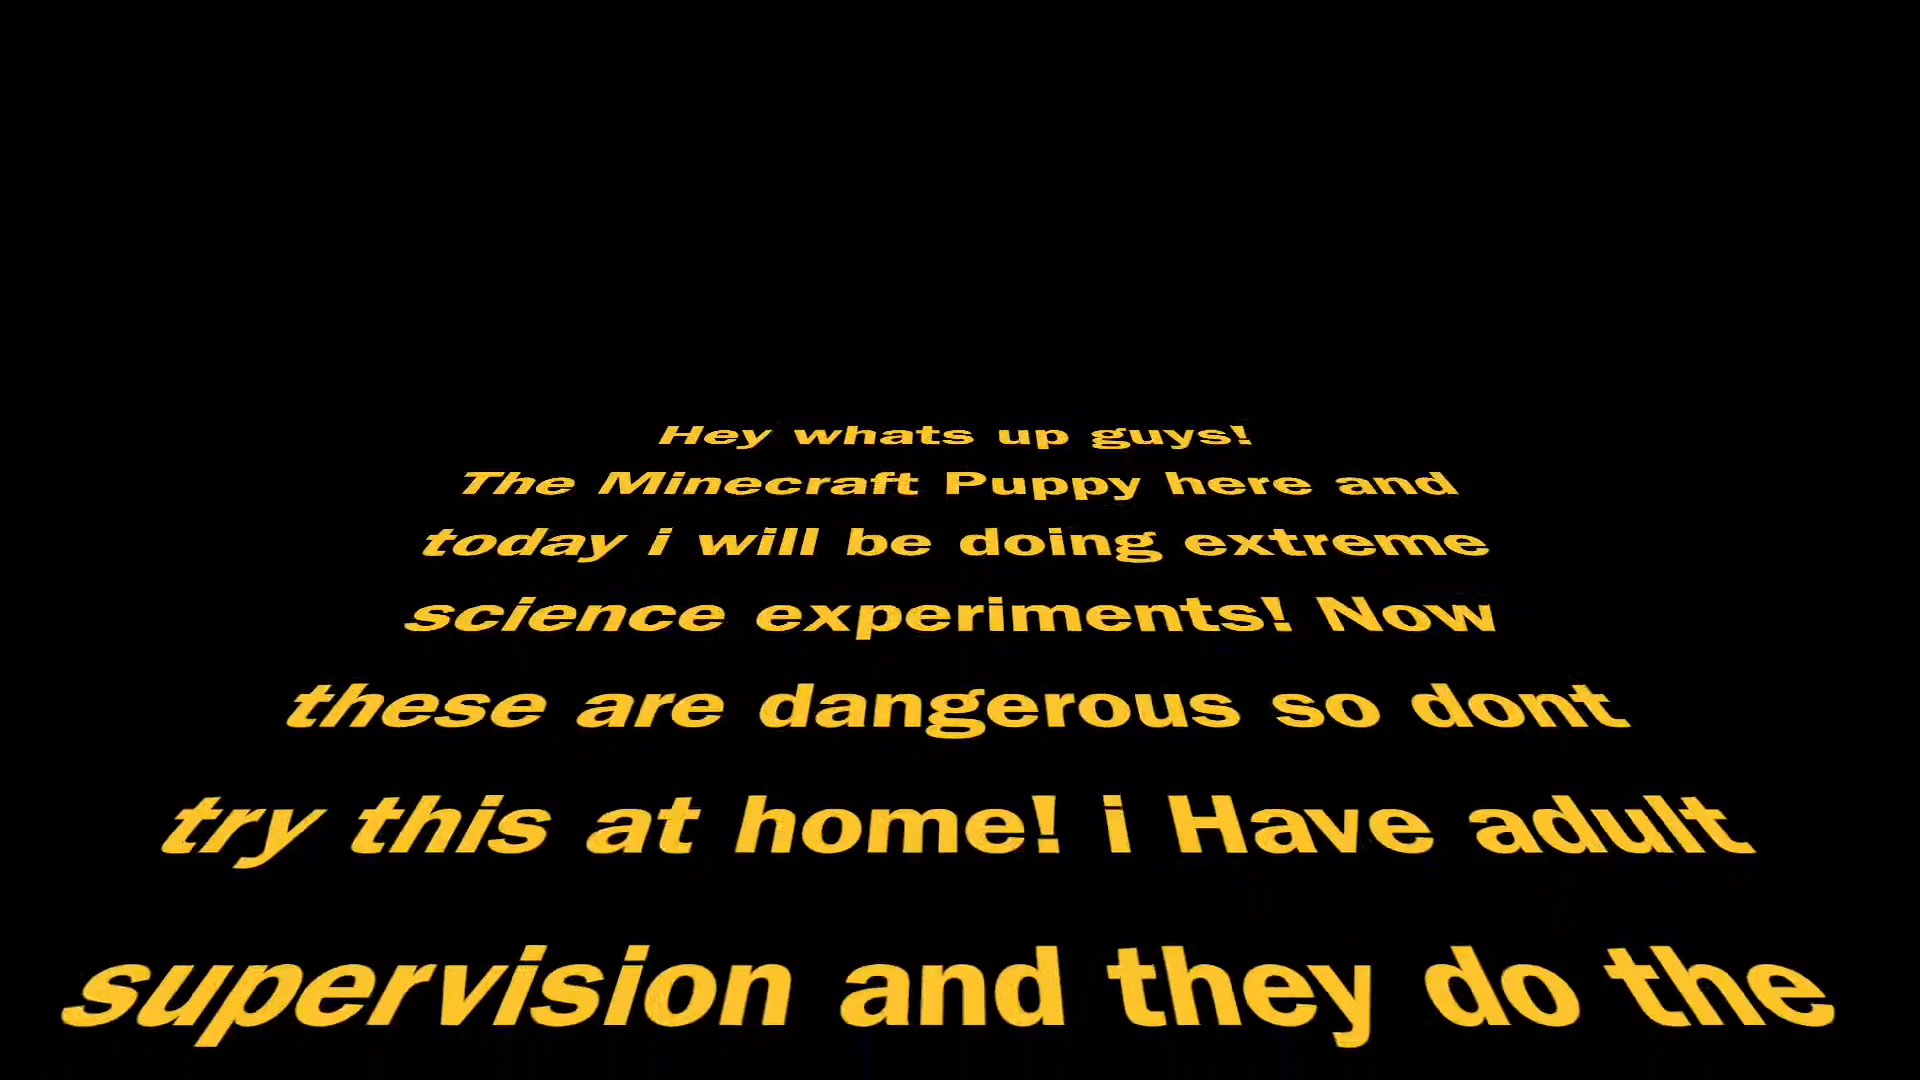 Hey whats up guys!
The Minecraft Puppy here and
today i will be doing extreme
science experiments! Now
these are dangerous so dont
try this at home! i Have adult
supervision and they do the